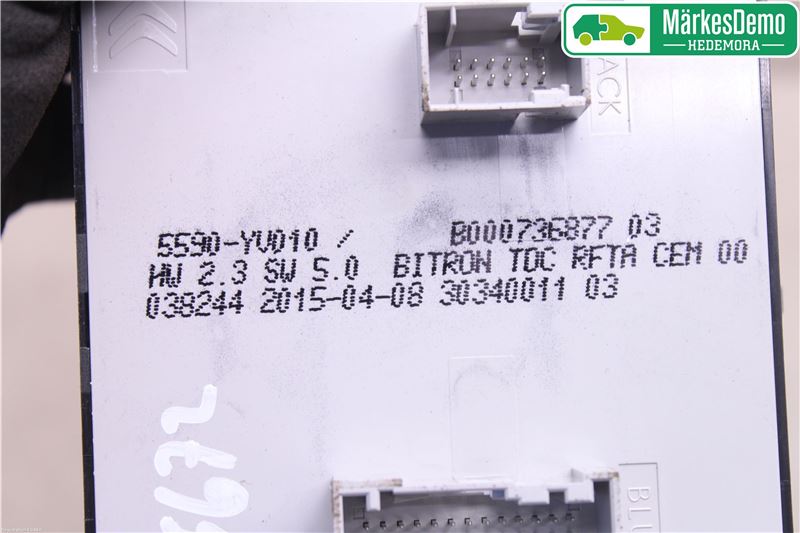 MärkesDemo
HEDEMORA
5590-YV010 / B000736877 03
HW 2.3 SW 5.0 BITRON TDC RFTA CEM 00
038244 2015-04-08 30340011 03